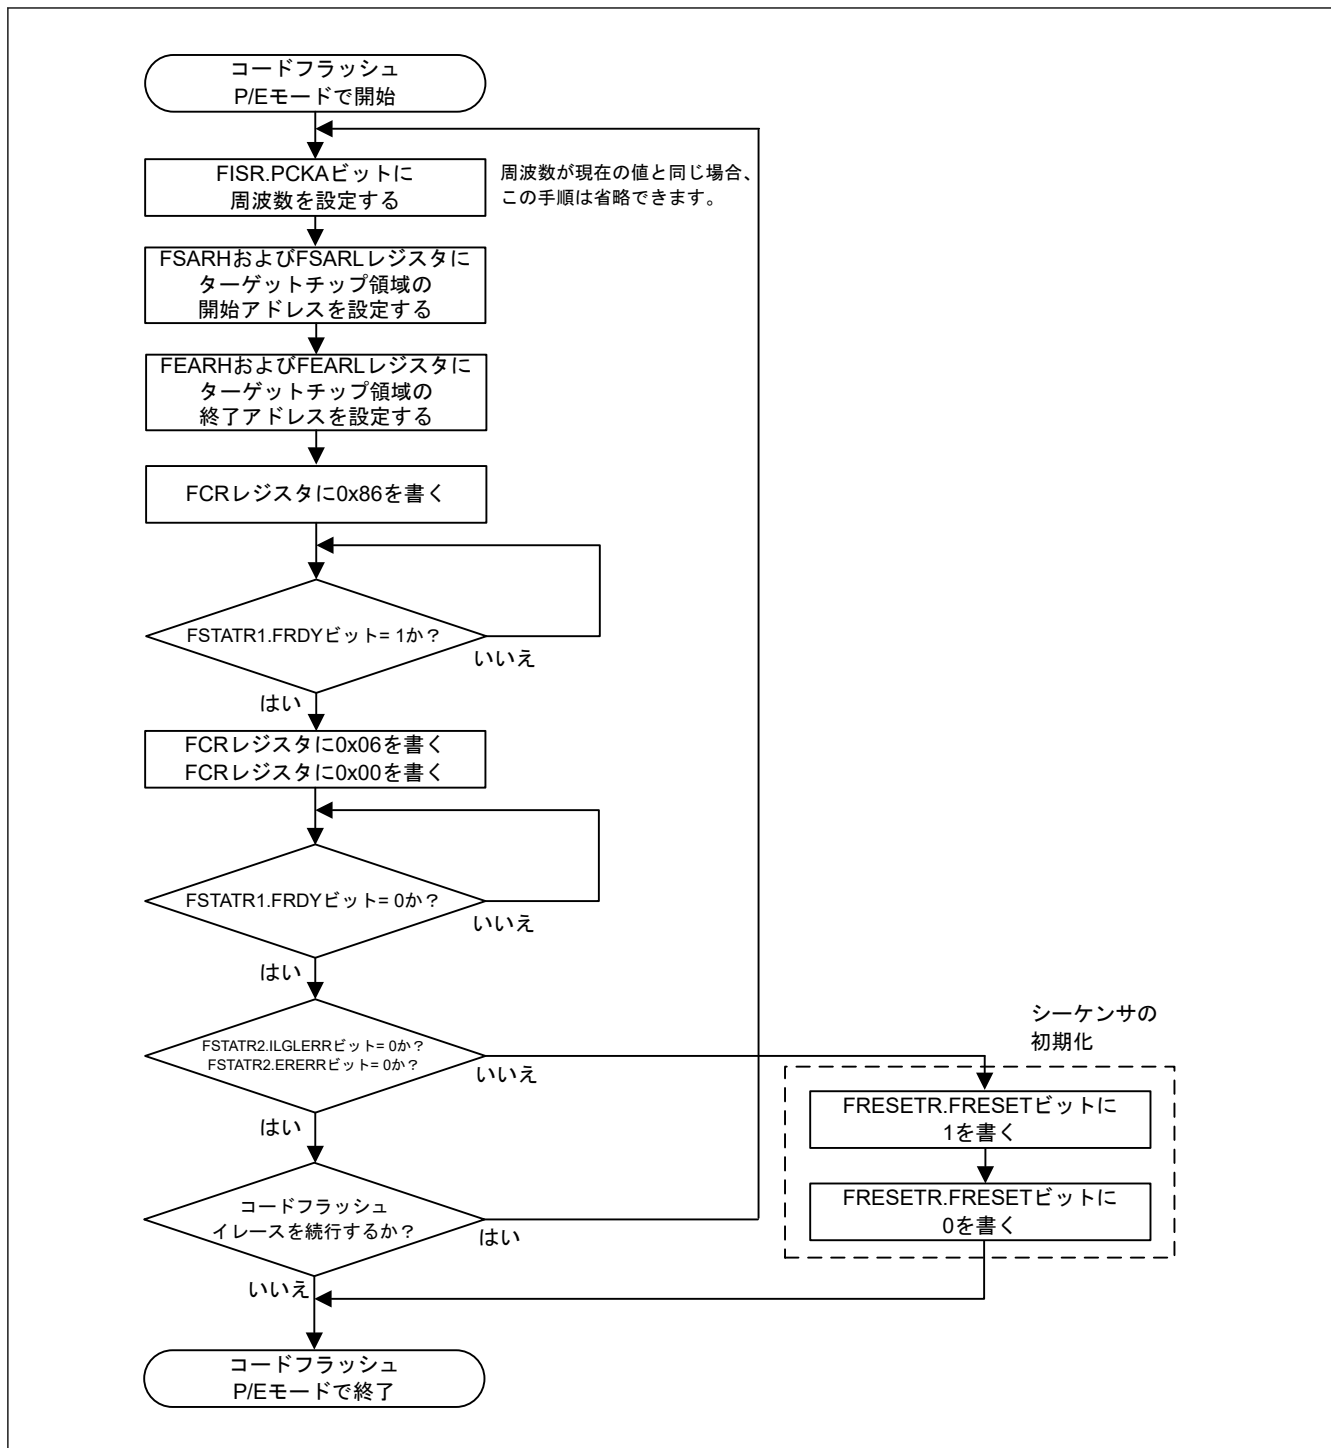 コードフラッシュ
P/Eモードで開始
FISR.PCKAビットに
周波数を設定する
周波数が現在の値と同じ場合、
この手順は省略できます。
FSARHおよびFSARLレジスタに
ターゲットチップ領域の
開始アドレスを設定する
FEARHおよびFEARLレジスタに
ターゲットチップ領域の
終了アドレスを設定する
FCRレジスタに0x86を書く
FSTATR1.FRDYビット= 1か？
いいえ
はい
FCRレジスタに0x06を書く
FCRレジスタに0x00を書く
FSTATR1.FRDYビット= 0か？
いいえ
はい
FSTATR2.ILGLERRビット= 0か？
FSTATR2.ERERRビット= 0か？
いいえ
はい
シーケンサの
初期化
FRESETR.FRESETビットに
1を書く
FRESETR.FRESETビットに
0を書く
コードフラッシュ
イレースを続行するか？
はい
いいえ
コードフラッシュ
P/Eモードで終了